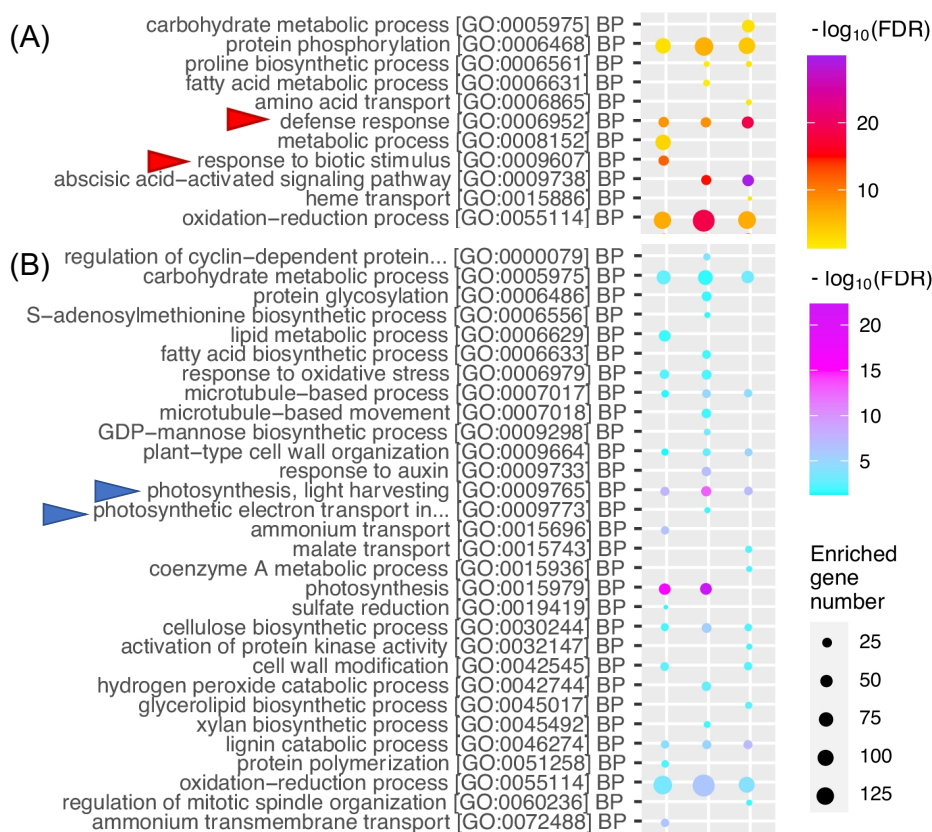 (A)
carbohydrate metabolic process [GO:0005975] BP
protein phosphorylation [GO:0006468] BP
proline biosynthetic process [GO:0006561] BP
fatty acid metabolic process [GO:0006631] BP
amino acid transport [GO:0006865] BP
defense response [GO:0006952] BP
metabolic process [GO:0008152] BP
response to biotic stimulus [GO:0009607] BP
abscisic acid−activated signaling pathway [GO:0009738] BP
heme transport [GO:0015886] BP
oxidation−reduction process [GO:0055114] BP
- log10(FDR)
20
10
(B)
regulation of cyclin−dependent protein... [GO:0000079] BP
carbohydrate metabolic process [GO:0005975] BP
protein glycosylation [GO:0006486] BP
S−adenosylmethionine biosynthetic process [GO:0006556] BP
lipid metabolic process [GO:0006629] BP
fatty acid biosynthetic process [GO:0006633] BP
response to oxidative stress [GO:0006979] BP
microtubule−based process [GO:0007017] BP
microtubule−based movement [GO:0007018] BP
GDP−mannose biosynthetic process [GO:0009298] BP
plant−type cell wall organization [GO:0009664] BP
response to auxin [GO:0009733] BP
photosynthesis, light harvesting [GO:0009765] BP
photosynthetic electron transport in... [GO:0009773] BP
ammonium transport [GO:0015696] BP
malate transport [GO:0015743] BP
coenzyme A metabolic process [GO:0015936] BP
photosynthesis [GO:0015979] BP
sulfate reduction [GO:0019419] BP
cellulose biosynthetic process [GO:0030244] BP
activation of protein kinase activity [GO:0032147] BP
cell wall modification [GO:0042545] BP
hydrogen peroxide catabolic process [GO:0042744] BP
glycerolipid biosynthetic process [GO:0045017] BP
xylan biosynthetic process [GO:0045492] BP
lignin catabolic process [GO:0046274] BP
protein polymerization [GO:0051258] BP
oxidation−reduction process [GO:0055114] BP
regulation of mitotic spindle organization [GO:0060236] BP
ammonium transmembrane transport [GO:0072488] BP
- log10(FDR)
20
15
10
5
Enriched
gene
number
25
50
75
100
125